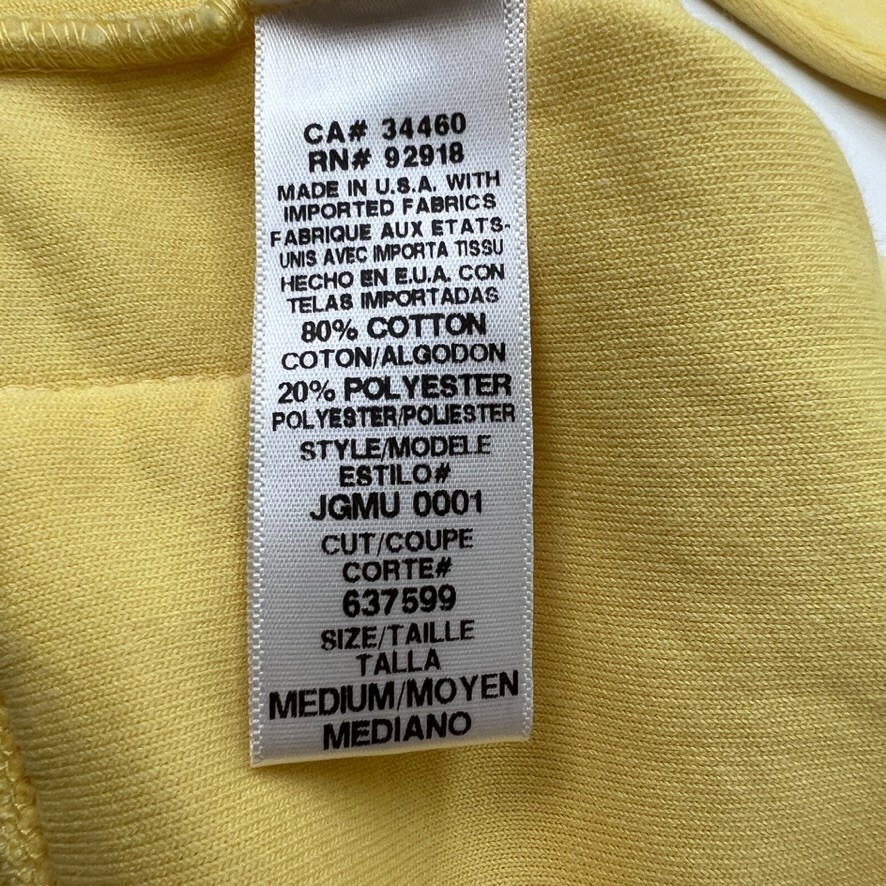 CA# 34460
RN# 92918
MADE IN U.S.A. WITH
IMPORTED FABRICS
FABRIQUE AUX ETATS-
UNIS AVEC IMPORTA TISSU
HECHO EN E.U.A. CON
TELAS IMPORTADAS
80% COTTON
COTON/ALGODON
20% POLYESTER
POLYESTER/POLIESTER
STYLE/MODELE
ESTILO#
JGMU 0001
CUT/COUPE
CORTE#
637599
SIZE/TAILLE
TALLA
MEDIUM/MOYEN
MEDIANO